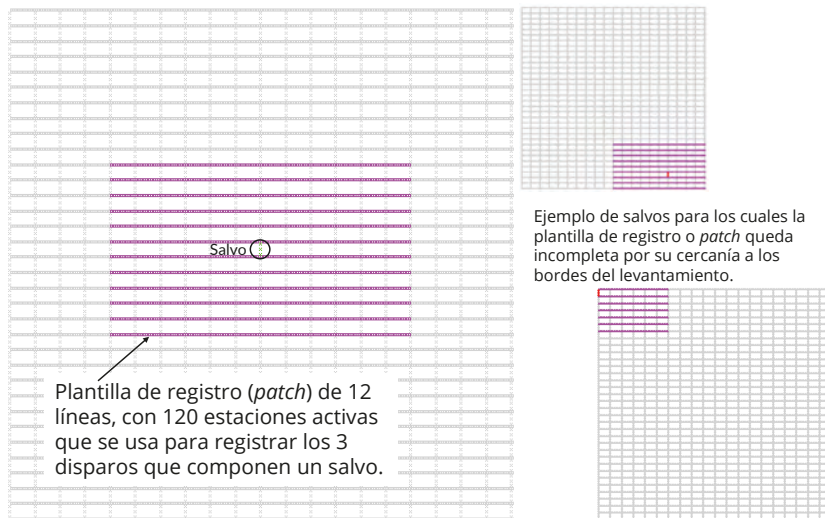 Salvo
Plantilla de registro (patch) de 12
líneas, con 120 estaciones activas
que se usa para registrar los 3
disparos que componen un salvo.
Ejemplo de salvos para los cuales la
plantilla de registro o patch queda
incompleta por su cercanía a los
bordes del levantamiento.